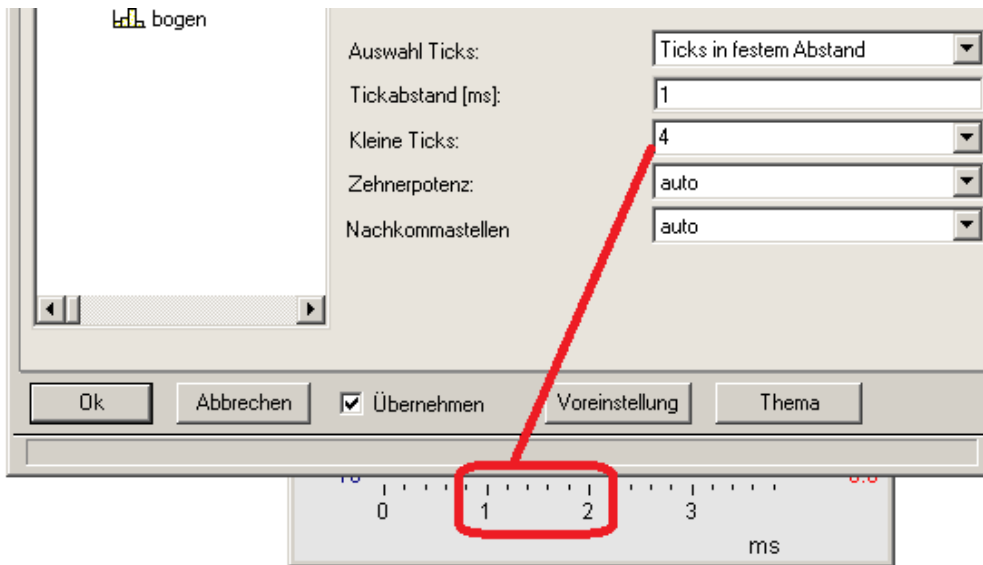 bogen
Auswahl Ticks: Ticks in festem Abstand
Tickabstand [ms]: 1
Kleine Ticks: 4
Zehnerpotenz: auto
Nachkommastellen auto
Ok Abbrechen Übernehmen Voreinstellung Thema
0 1 2 3
ms